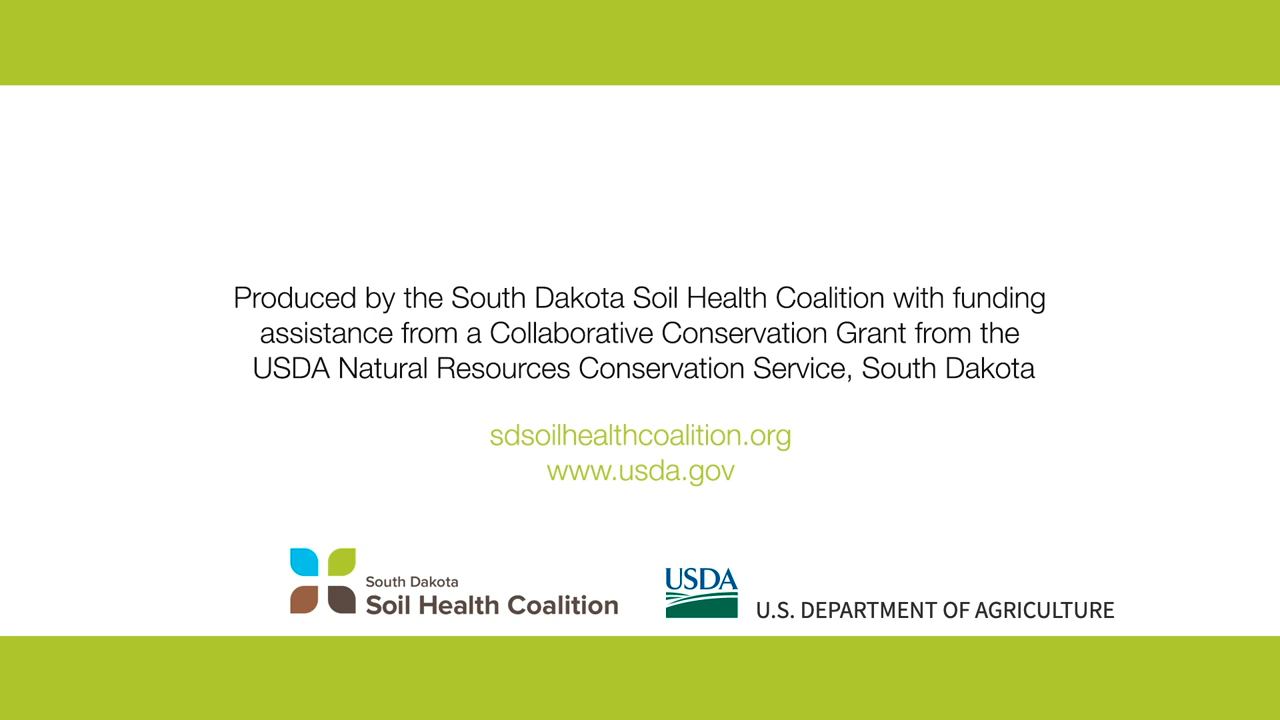 Produced by the South Dakota Soil Health Coalition with funding
assistance from a Collaborative Conservation Grant from the
USDA Natural Resources Conservation Service, South Dakota
sdsoilhealthcoalition.org
www.usda.gov
South Dakota
Soil Health Coalition
USDA
U.S. DEPARTMENT OF AGRICULTURE